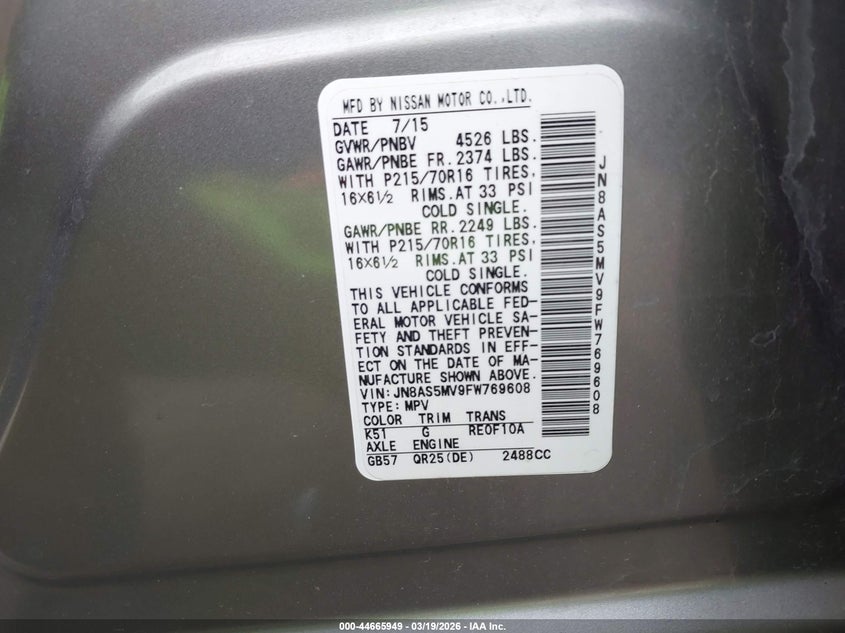 MFD BY NISSAN MOTOR CO.,LTD.
DATE 7/15
GVWR/PNBV 4526 LBS.
GAWR/PNBE FR. 2374 LBS.
WITH P215/70R16 TIRES,
16X6½ RIMS. AT 33 PSI
COLD SINGLE.
GAWR/PNBE RR. 2249 LBS.
WITH P215/70R16 TIRES,
16X6½ RIMS. AT 33 PSI
COLD SINGLE.
THIS VEHICLE CONFORMS
TO ALL APPLICABLE FED-
ERAL MOTOR VEHICLE SA-
FETY AND THEFT PREVEN-
TION STANDARDS IN EFF-
ECT ON THE DATE OF MA-
NUFACTURE SHOWN ABOVE.
VIN: JN8AS5MV9FW769608
TYPE: MPV
COLOR TRIM TRANS
K51 G RE0F10A
AXLE ENGINE
GB57 QR25(DE) 2488CC
JN8AS5MV9FW769608
000-44665949 - 03/19/2026 - IAA Inc.